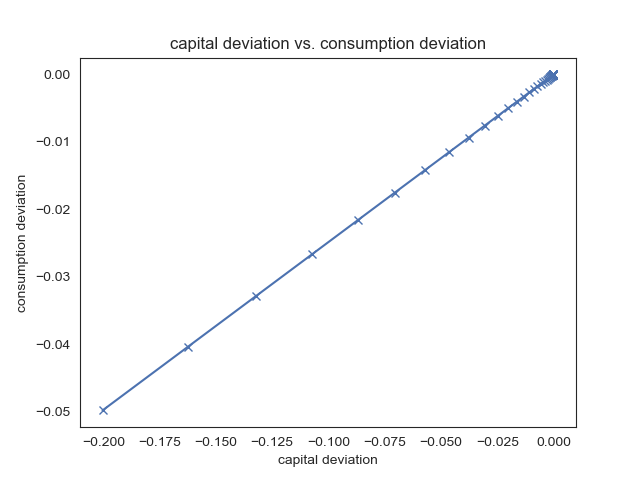 capital deviation vs. consumption deviation
0.00
−0.01
−0.02
−0.03
−0.04
−0.05
consumption deviation
−0.200 −0.175 −0.150 −0.125 −0.100 −0.075 −0.050 −0.025 0.000
capital deviation